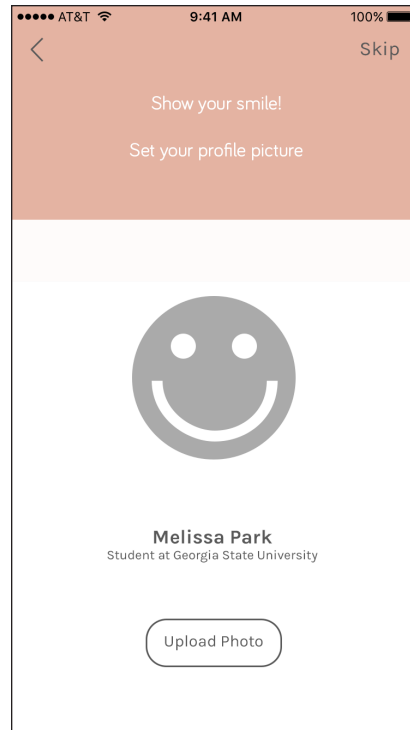 AT&T 9:41 AM 100%
Skip
Show your smile!
Set your profile picture
Melissa Park
Student at Georgia State University
Upload Photo